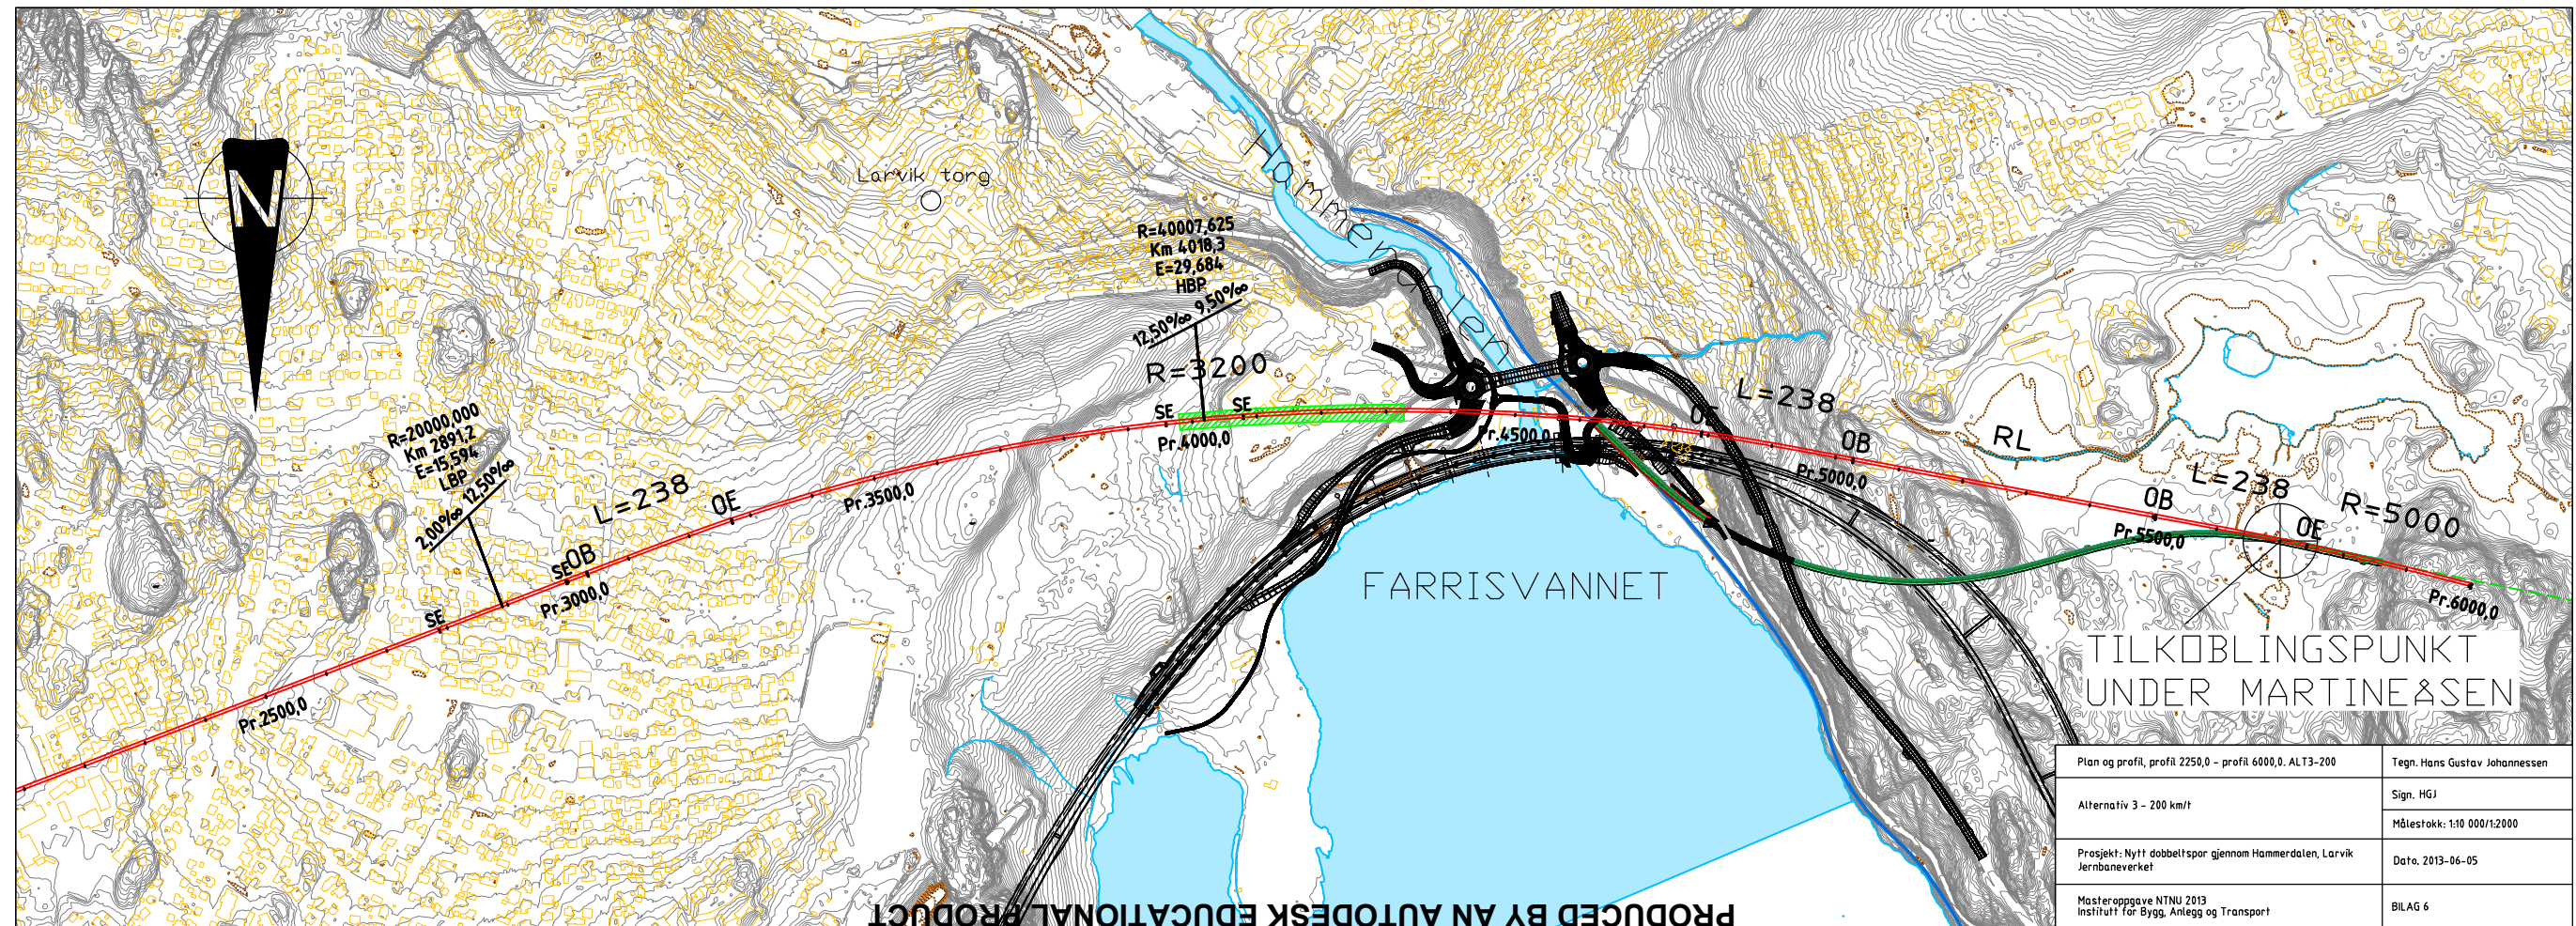 N
Larvik torg
Hammerdalen
R=40007,625
Km 4018,3
E=29,684
HBP
12,50‰ 9,50‰
R=3200
SE
SE
Pr.4000,0
R=20000,000
Km 2891,2
E=15,594
LBP
2,00‰ 12,50‰
L=238
OE
Pr.3500,0
SE
OB
SE
Pr.3000,0
Pr.2500,0
Pr.4500,0
OE
L=238
OB
Pr.5000,0
RL
OB
L=238
Pr.5500,0
OE
R=5000
Pr.6000,0
FARRISVANNET
TILKOBLINGSPUNKT
UNDER MARTINEÅSEN
Plan og profil, profil 2250,0 - profil 6000,0. ALT3-200
Tegn. Hans Gustav Johannessen
Alternativ 3 - 200 km/t
Sign. HGJ
Målestokk: 1:10 000/1:2000
Prosjekt: Nytt dobbeltspor gjennom Hammerdalen, Larvik
Jernbaneverket
Dato. 2013-06-05
Masteroppgave NTNU 2013
Institutt for Bygg, Anlegg og Transport
BILAG 6
PRODUCED BY AN AUTODESK EDUCATIONAL PRODUCT